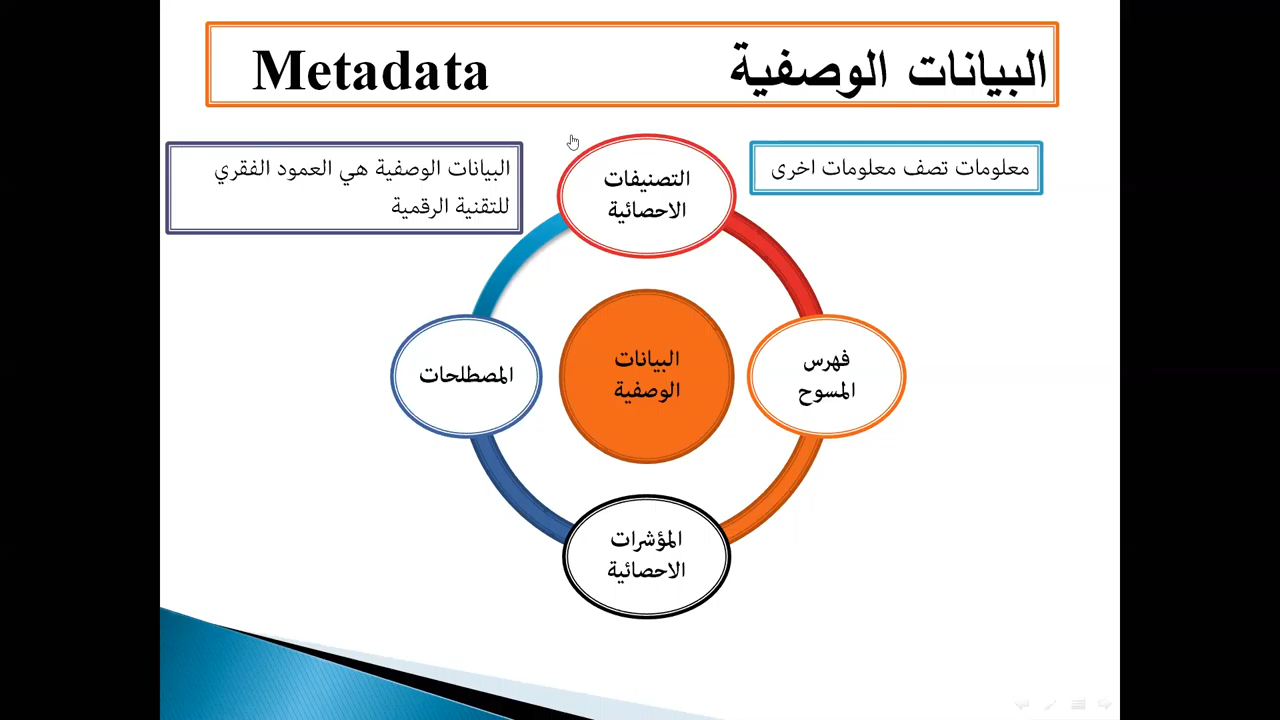 البيانات الوصفية Metadata
معلومات تصف معلومات اخرى
البيانات الوصفية هي العمود الفقري
للتقنية الرقمية
التصنيفات
الاحصائية
فهرس
المسوح
البيانات
الوصفية
المصطلحات
المؤشرات
الاحصائية